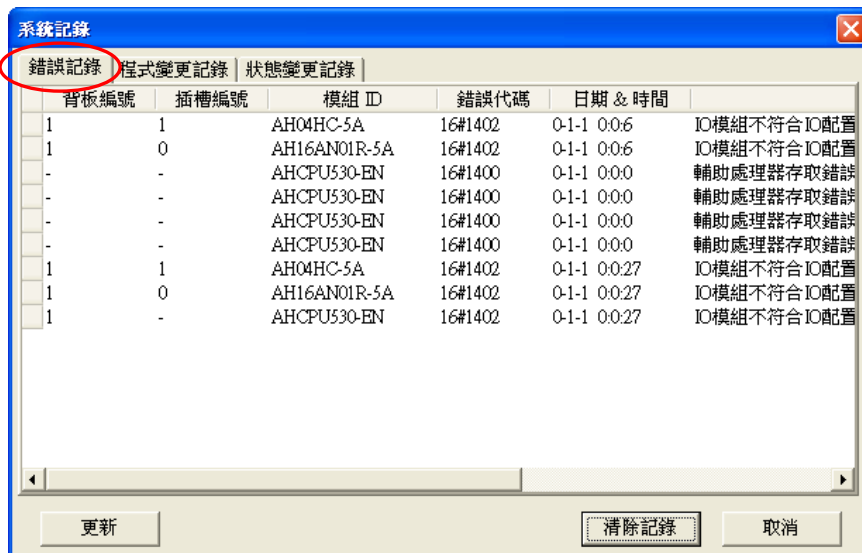 系統記錄
錯誤記錄 程式變更記錄 狀態變更記錄
背板編號 插槽編號 模組 ID 錯誤代碼 日期 & 時間
1 1 AH04HC-5A 16#1402 0-1-1 0:0:6 IO模組不符合IO配置
1 0 AH16AN01R-5A 16#1402 0-1-1 0:0:6 IO模組不符合IO配置
- - AHCPU530-EN 16#1400 0-1-1 0:0:0 輔助處理器存取錯誤
- - AHCPU530-EN 16#1400 0-1-1 0:0:0 輔助處理器存取錯誤
- - AHCPU530-EN 16#1400 0-1-1 0:0:0 輔助處理器存取錯誤
- - AHCPU530-EN 16#1400 0-1-1 0:0:0 輔助處理器存取錯誤
1 1 AH04HC-5A 16#1402 0-1-1 0:0:27 IO模組不符合IO配置
1 0 AH16AN01R-5A 16#1402 0-1-1 0:0:27 IO模組不符合IO配置
1 - AHCPU530-EN 16#1402 0-1-1 0:0:27 IO模組不符合IO配置
更新 清除記錄 取消